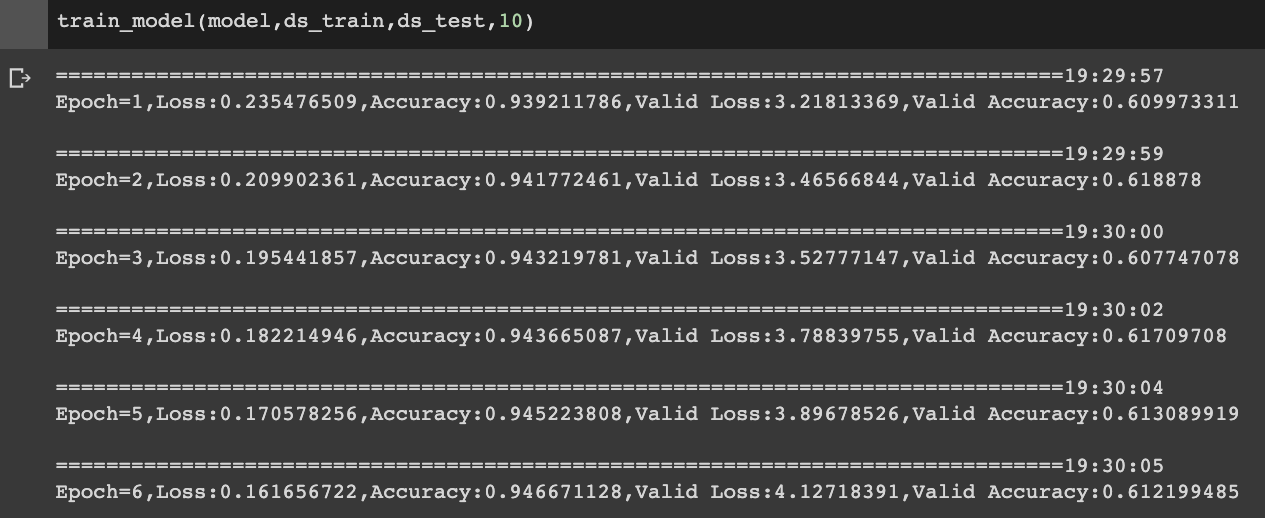 train_model(model,ds_train,ds_test,10)
================================================================================19:29:57
Epoch=1,Loss:0.235476509,Accuracy:0.939211786,Valid Loss:3.21813369,Valid Accuracy:0.609973311
================================================================================19:29:59
Epoch=2,Loss:0.209902361,Accuracy:0.941772461,Valid Loss:3.46566844,Valid Accuracy:0.618878
================================================================================19:30:00
Epoch=3,Loss:0.195441857,Accuracy:0.943219781,Valid Loss:3.52777147,Valid Accuracy:0.607747078
================================================================================19:30:02
Epoch=4,Loss:0.182214946,Accuracy:0.943665087,Valid Loss:3.78839755,Valid Accuracy:0.61709708
================================================================================19:30:04
Epoch=5,Loss:0.170578256,Accuracy:0.945223808,Valid Loss:3.89678526,Valid Accuracy:0.613089919
================================================================================19:30:05
Epoch=6,Loss:0.161656722,Accuracy:0.946671128,Valid Loss:4.12718391,Valid Accuracy:0.612199485